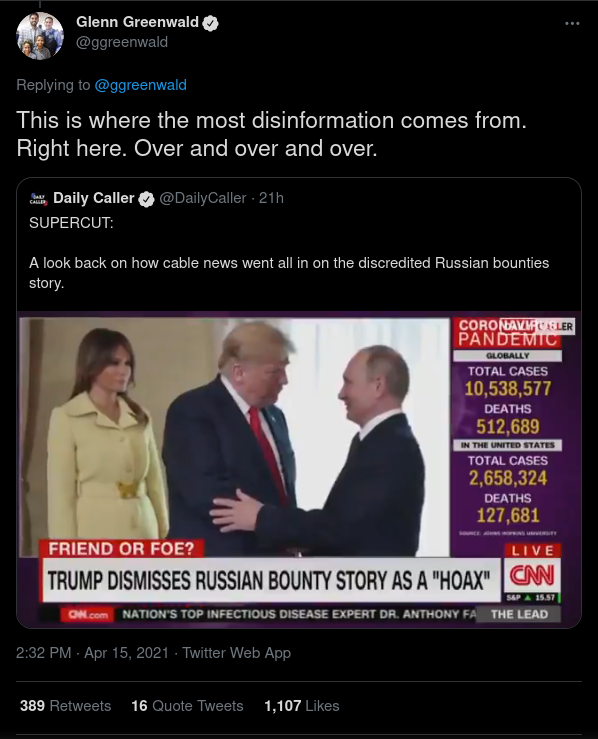 Glenn Greenwald
@ggreenwald
Replying to @ggreenwald
This is where the most disinformation comes from.
Right here. Over and over and over.
DAILY CALLER
Daily Caller @DailyCaller · 21h
SUPERCUT:
A look back on how cable news went all in on the discredited Russian bounties
story.
CORONAVIRUS
PANDEMIC
GLOBALLY
TOTAL CASES
10,538,577
DEATHS
512,689
IN THE UNITED STATES
TOTAL CASES
2,658,324
DEATHS
127,681
SOURCE: JOHNS HOPKINS UNIVERSITY
FRIEND OR FOE?
TRUMP DISMISSES RUSSIAN BOUNTY STORY AS A "HOAX"
LIVE
CNN
S&P ▲ 15.57
CNN.com NATION'S TOP INFECTIOUS DISEASE EXPERT DR. ANTHONY FA THE LEAD
2:32 PM · Apr 15, 2021 · Twitter Web App
389 Retweets 16 Quote Tweets 1,107 Likes